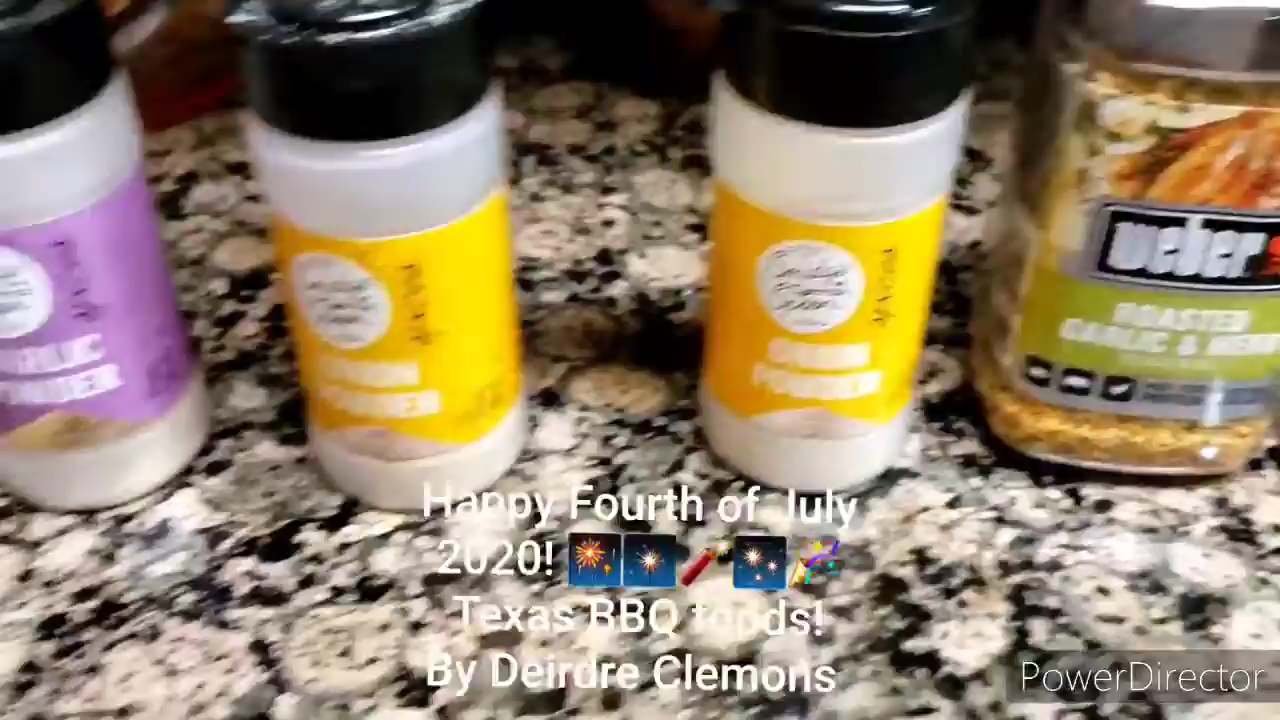 GARLIC
POWDER
ONION
POWDER
ONION
POWDER
weber
ROASTED
GARLIC & HERB
Happy Fourth of July
2020! 🎆🎇🧨🎇🎉
Texas BBQ foods!
By Deirdre Clemons
PowerDirector